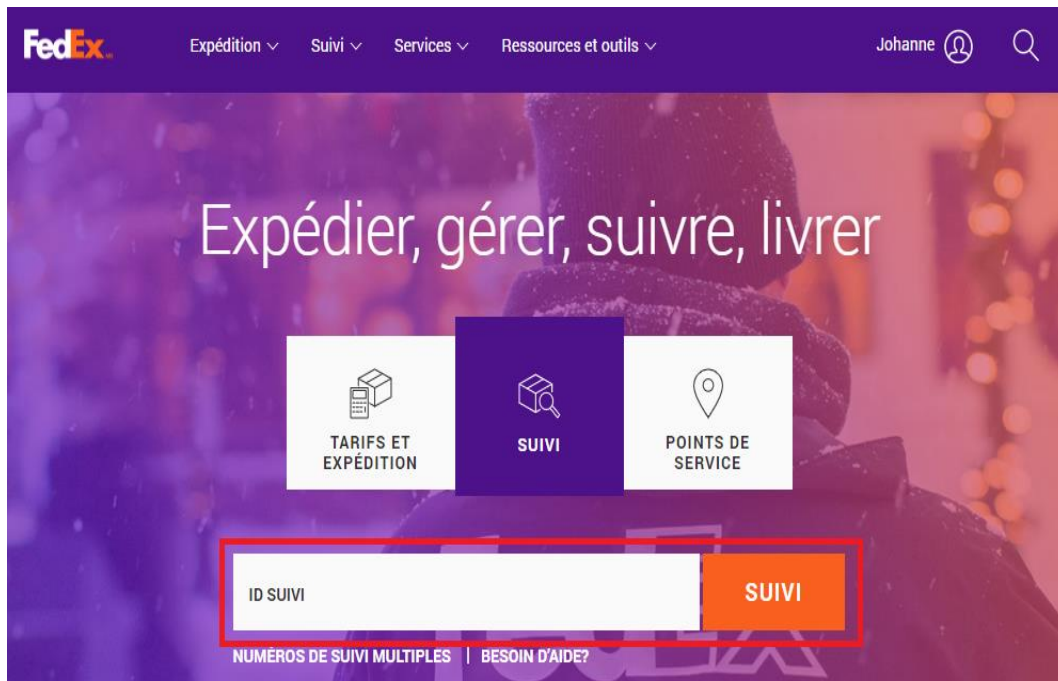 FedEx
Expédition Suivi Services Ressources et outils Johanne
Expédier, gérer, suivre, livrer
TARIFS ET
EXPÉDITION
SUIVI
POINTS DE
SERVICE
FedEx
ID SUIVI SUIVI
NUMÉROS DE SUIVI MULTIPLES | BESOIN D'AIDE?